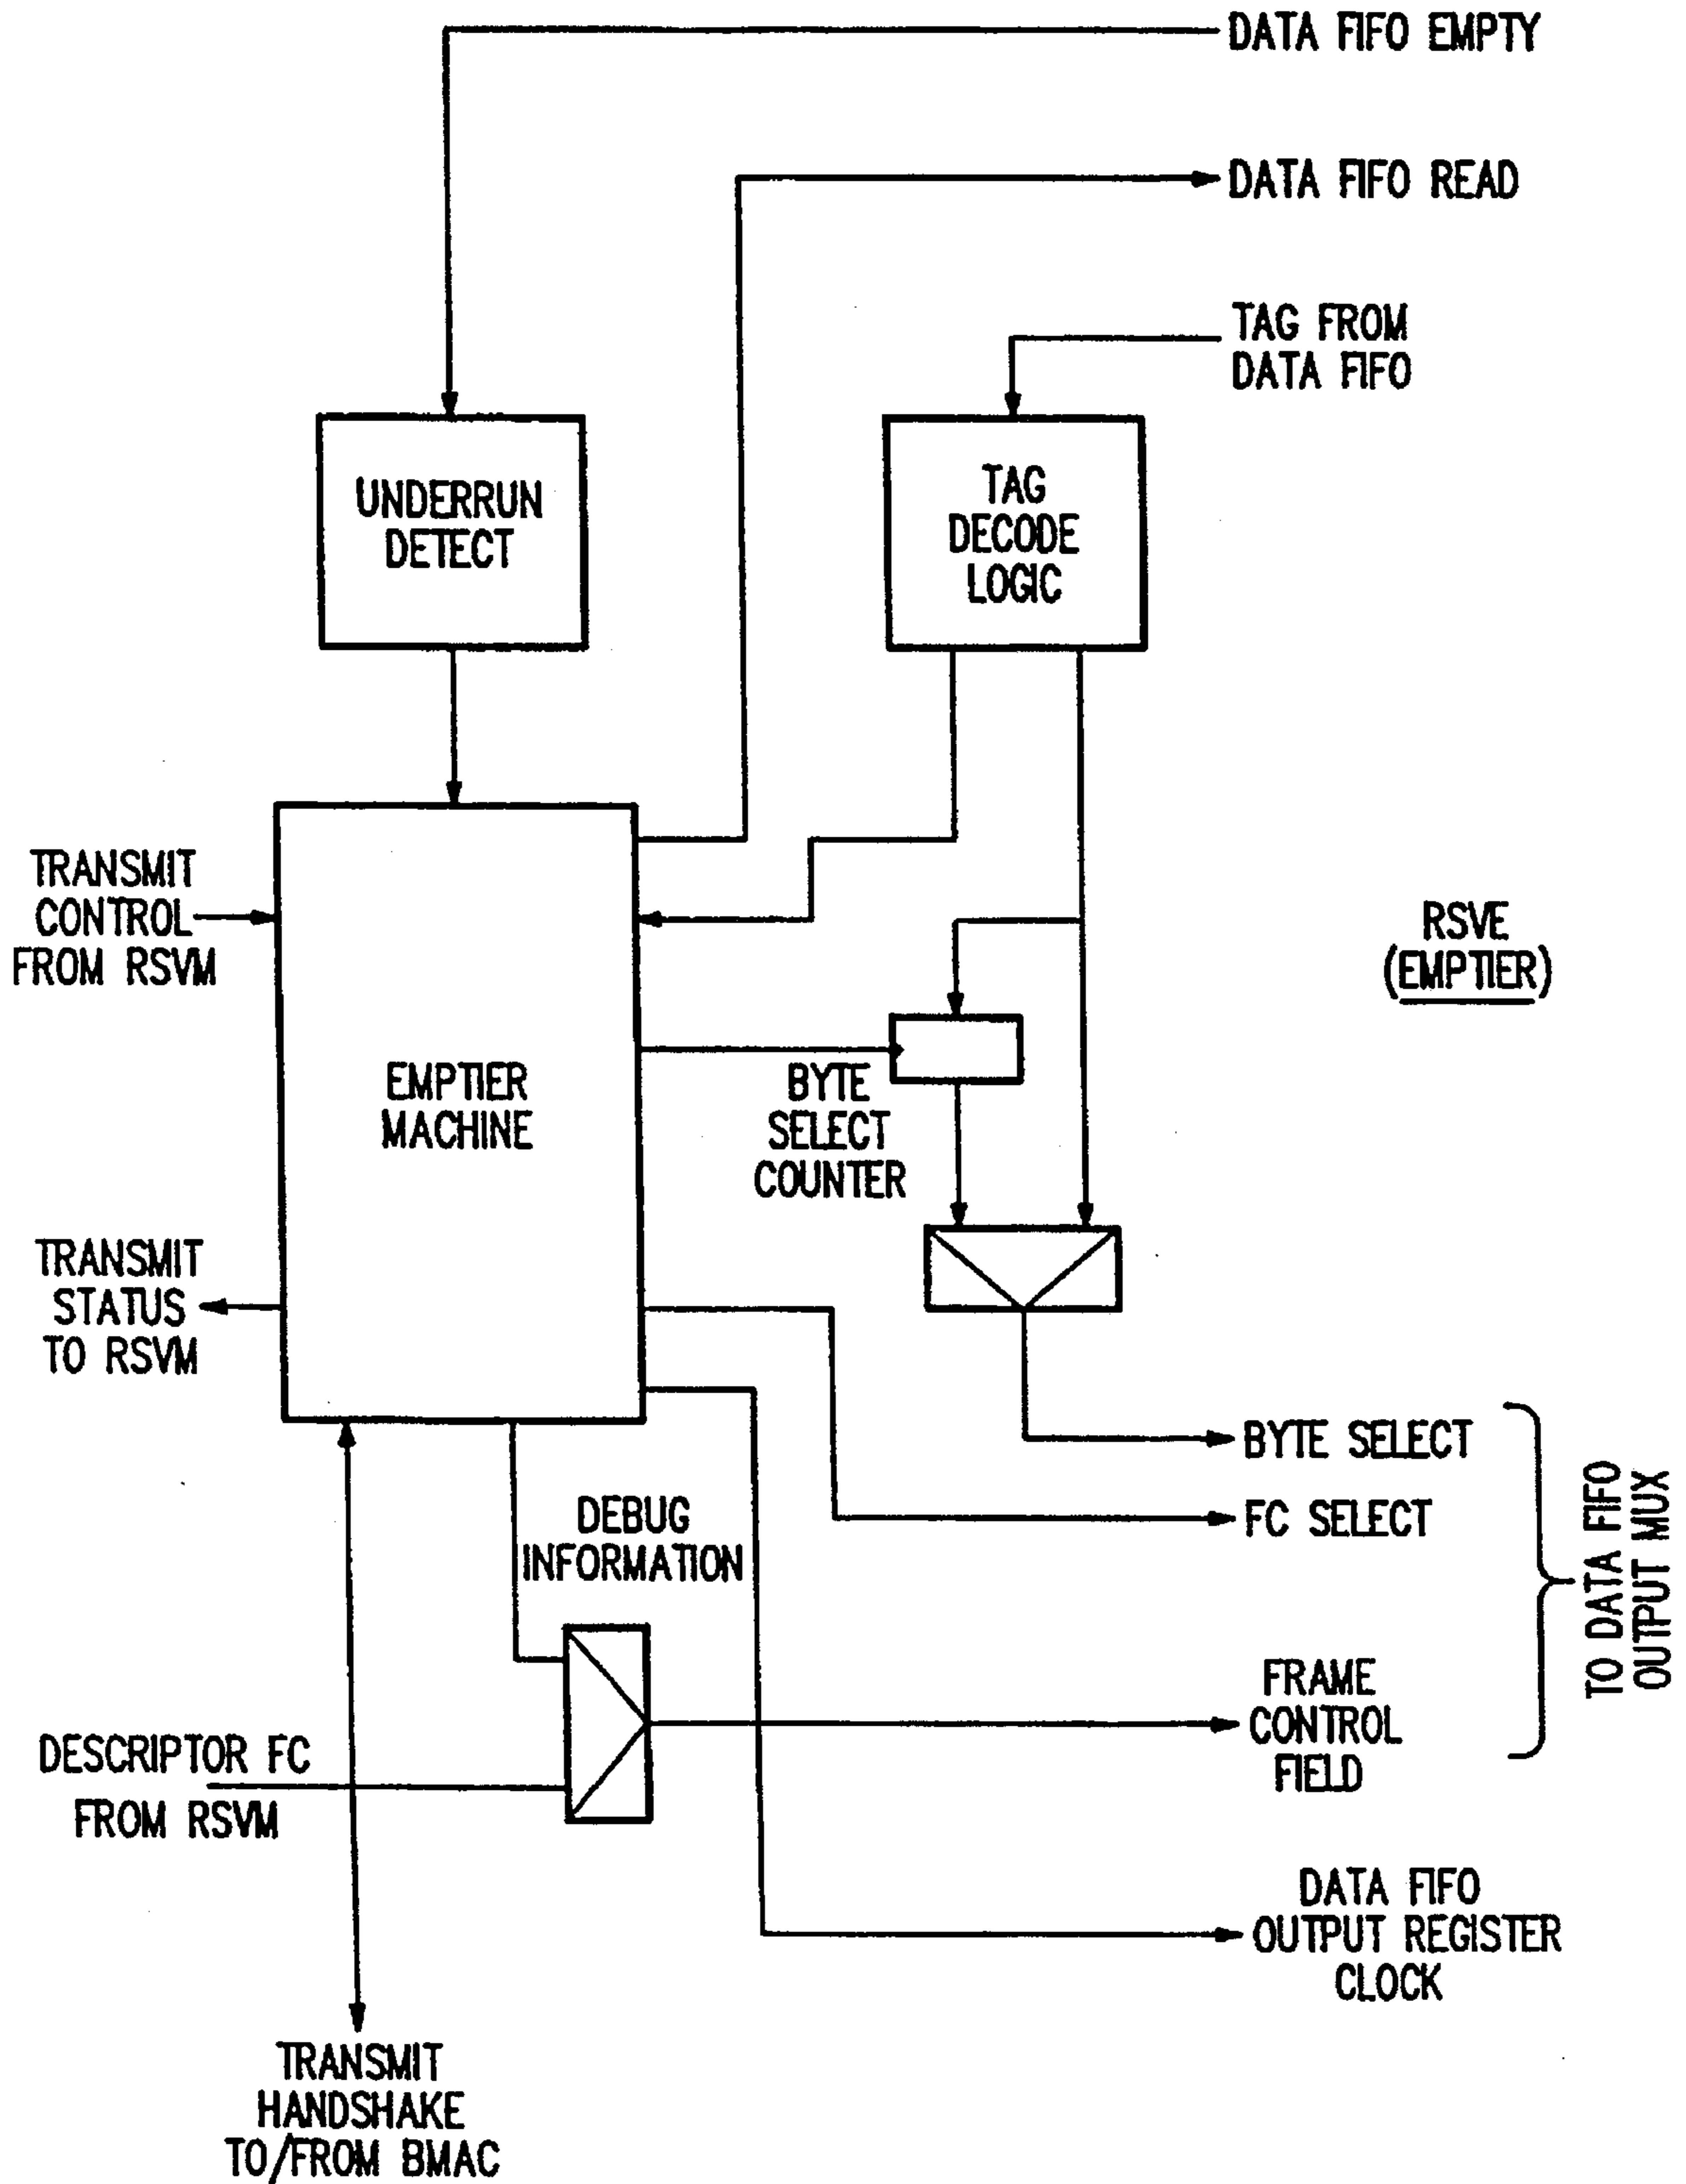 DATA FIFO EMPTY
DATA FIFO READ
TAG FROM
DATA FIFO
UNDERRUN
DETECT
TAG
DECODE
LOGIC
TRANSMIT
CONTROL
FROM RSVM
RSVE
(EMPTIER)
EMPTIER
MACHINE
BYTE
SELECT
COUNTER
TRANSMIT
STATUS
TO RSVM
BYTE SELECT
FC SELECT
TO DATA FIFO
OUTPUT MUX
DEBUG
INFORMATION
FRAME
CONTROL
FIELD
DESCRIPTOR FC
FROM RSVM
DATA FIFO
OUTPUT REGISTER
CLOCK
TRANSMIT
HANDSHAKE
TO/FROM BMAC